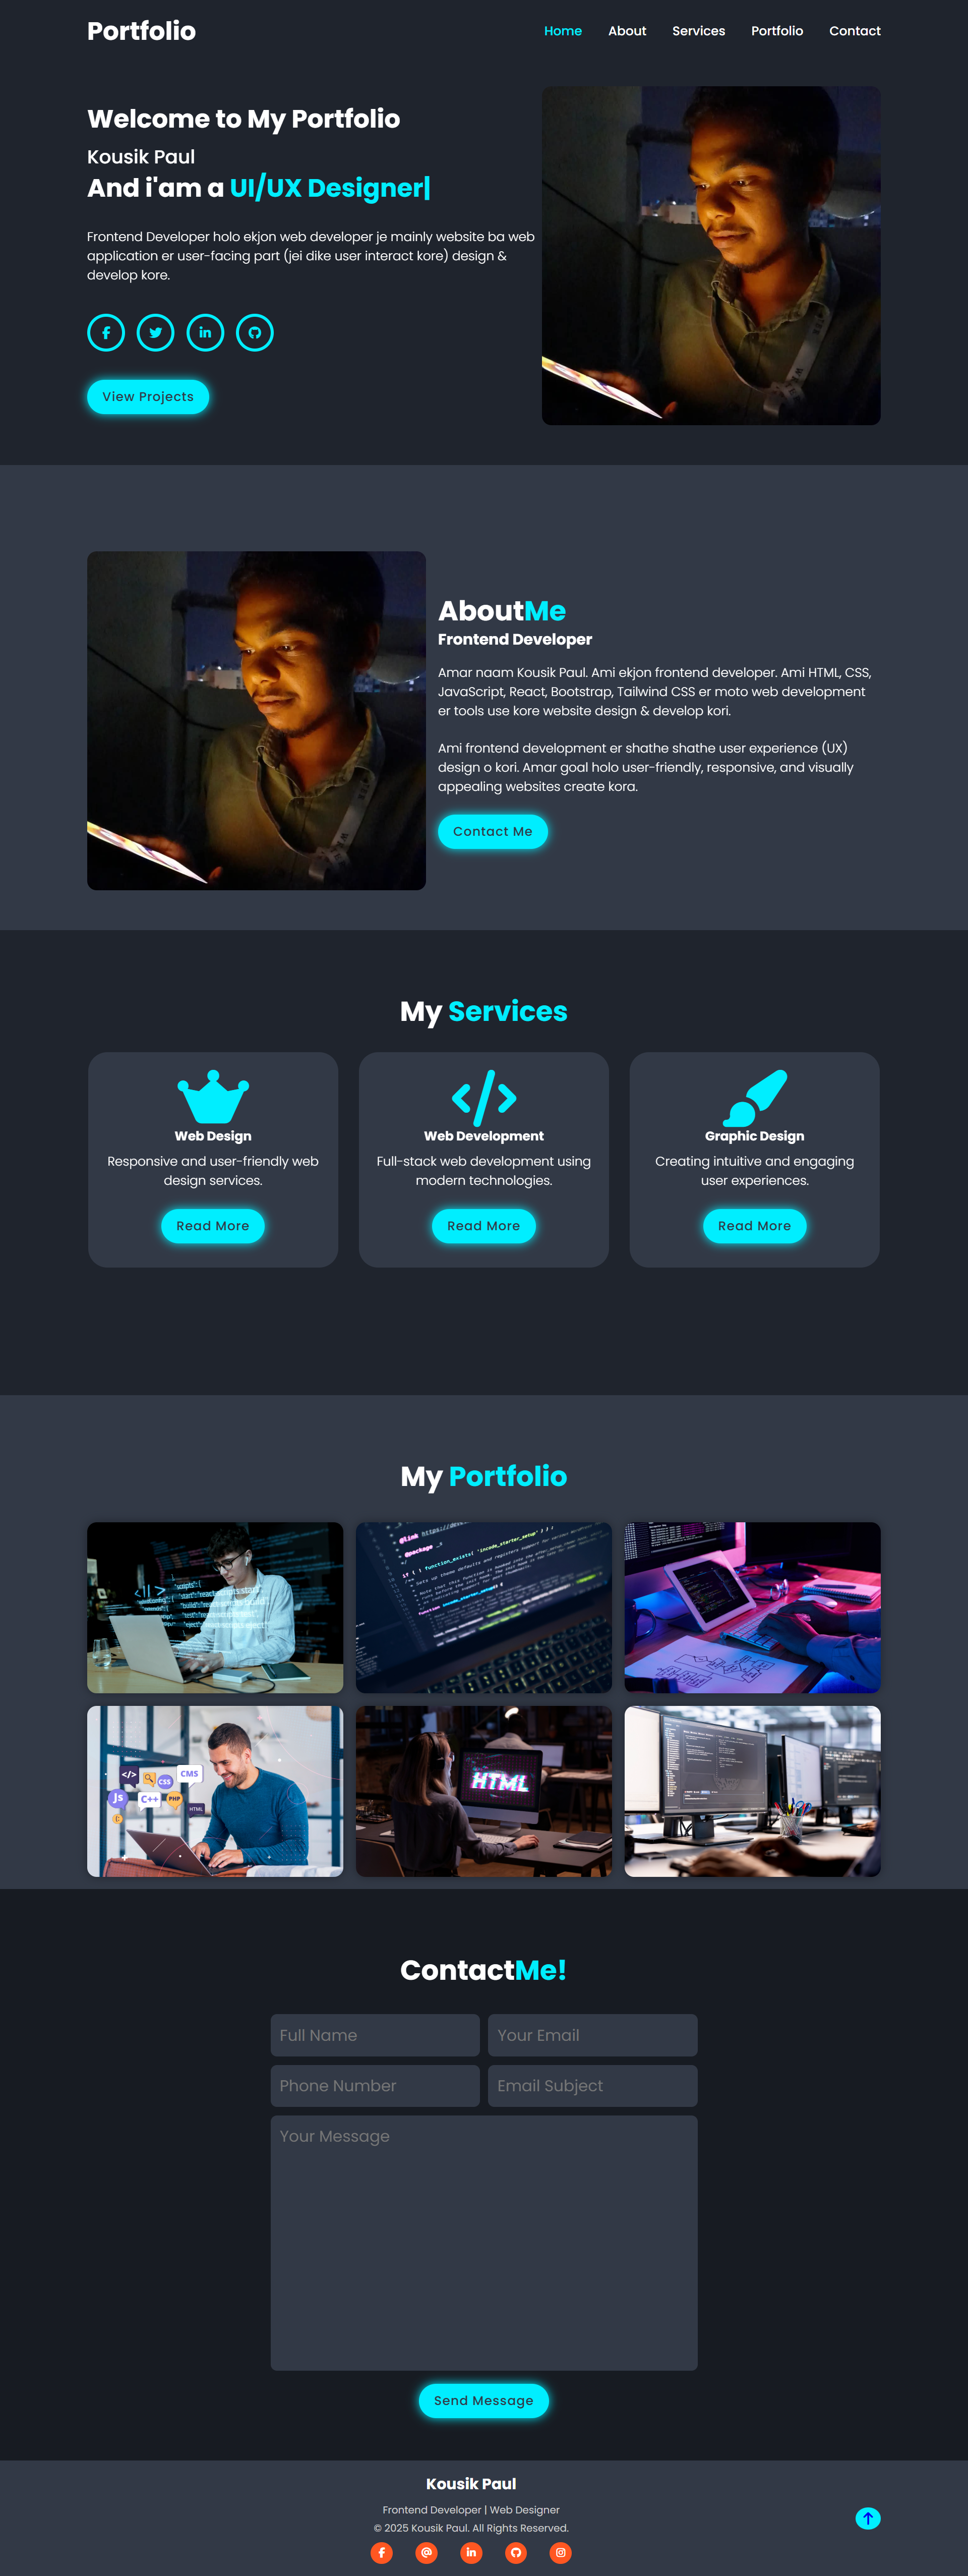 Portfolio
Home About Services Portfolio Contact
Welcome to My Portfolio
Kousik Paul
And i'am a UI/UX Designer|
Frontend Developer holo ekjon web developer je mainly website ba web
application er user-facing part (jei dike user interact kore) design &
develop kore.
View Projects
AboutMe
Frontend Developer
Amar naam Kousik Paul. Ami ekjon frontend developer. Ami HTML, CSS,
JavaScript, React, Bootstrap, Tailwind CSS er moto web development
er tools use kore website design & develop kori.
Ami frontend development er shathe shathe user experience (UX)
design o kori. Amar goal holo user-friendly, responsive, and visually
appealing websites create kora.
Contact Me
My Services
Web Design
Responsive and user-friendly web
design services.
Read More
Web Development
Full-stack web development using
modern technologies.
Read More
Graphic Design
Creating intuitive and engaging
user experiences.
Read More
My Portfolio
</>
CSS
CMS
Js
C++
PHP
HTML
HTML
ContactMe!
Full Name
Your Email
Phone Number
Email Subject
Your Message
Send Message
Kousik Paul
Frontend Developer | Web Designer
© 2025 Kousik Paul. All Rights Reserved.